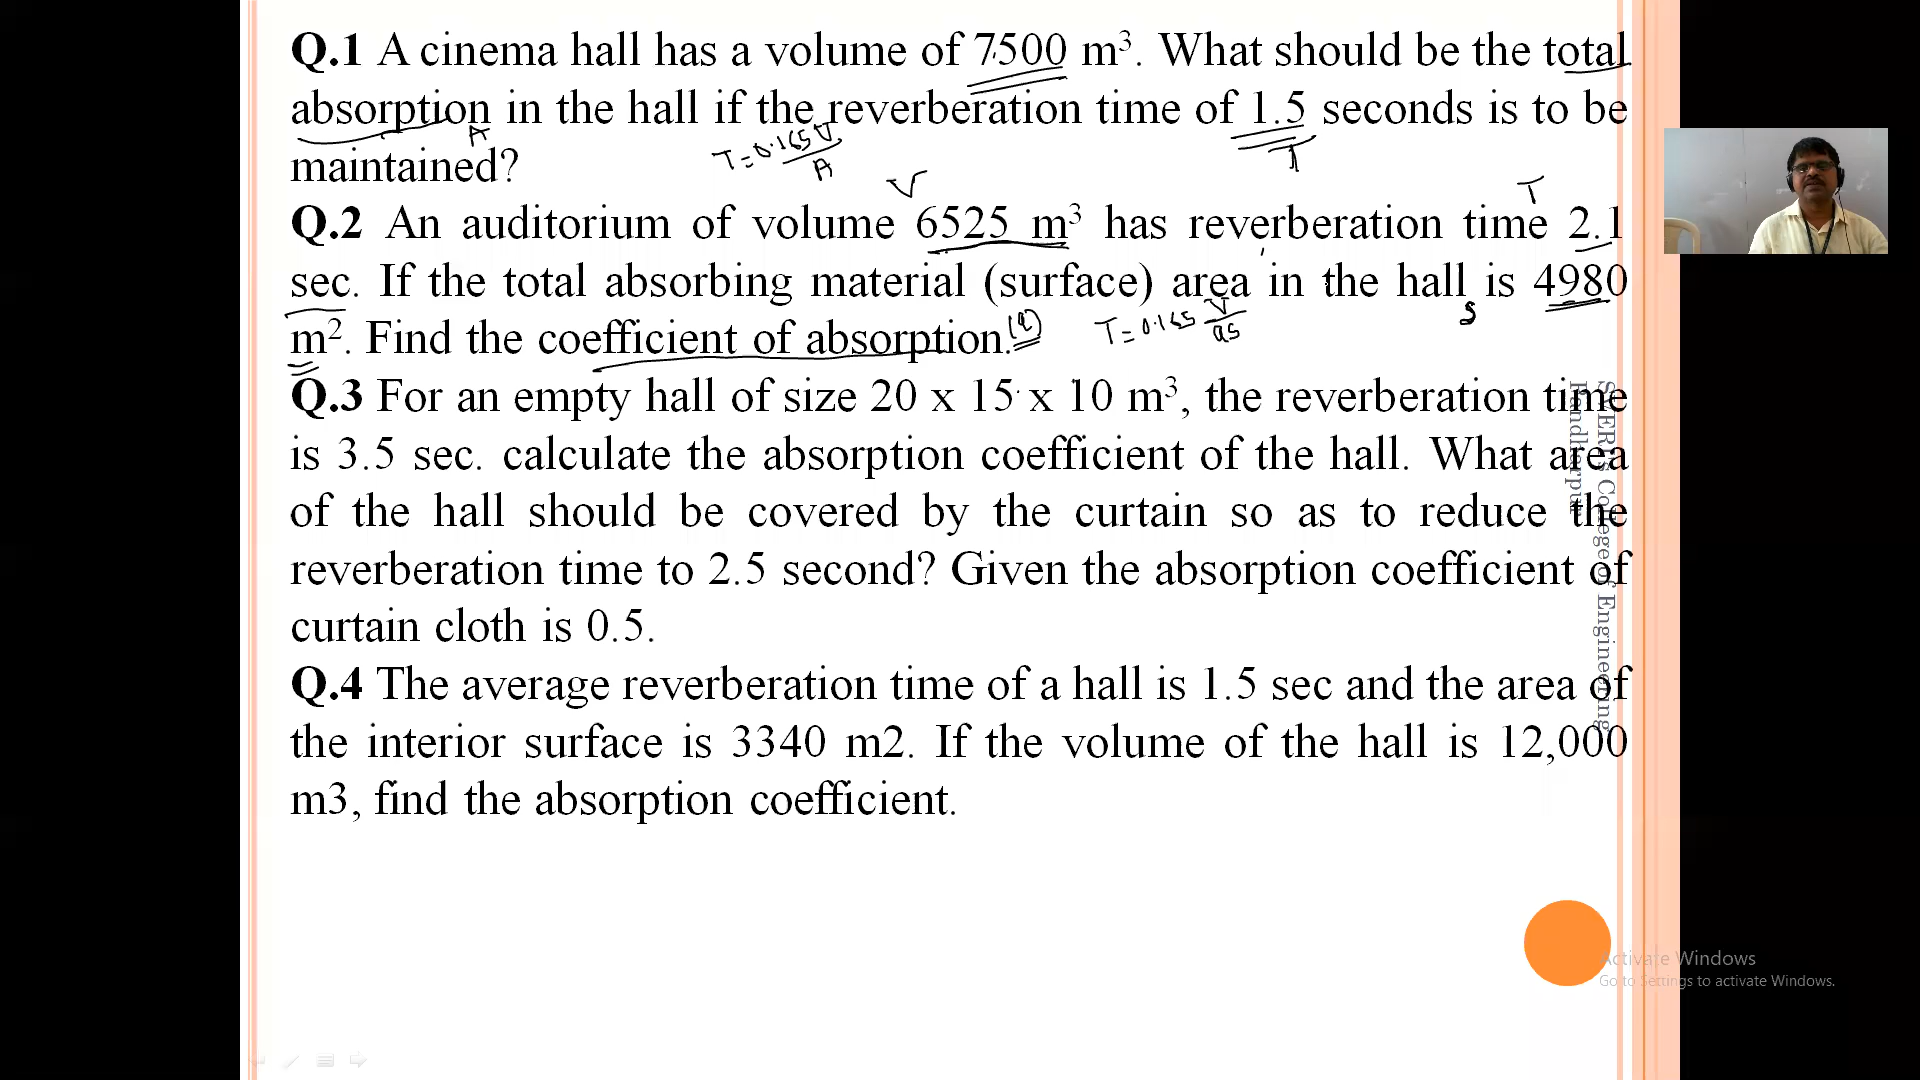 Q.1 A cinema hall has a volume of 7500 m³. What should be the total
absorption in the hall if the reverberation time of 1.5 seconds is to be
A
T = 0.165 V / A
T
maintained?
V
T
Q.2 An auditorium of volume 6525 m³ has reverberation time 2.1
sec. If the total absorbing material (surface) area in the hall is 4980
S
m². Find the coefficient of absorption. (a) T = 0.165 V / as
Q.3 For an empty hall of size 20 x 15 x 10 m³, the reverberation time
is 3.5 sec. calculate the absorption coefficient of the hall. What area
of the hall should be covered by the curtain so as to reduce the
reverberation time to 2.5 second? Given the absorption coefficient of
curtain cloth is 0.5.
Q.4 The average reverberation time of a hall is 1.5 sec and the area of
the interior surface is 3340 m2. If the volume of the hall is 12,000
m3, find the absorption coefficient.
SVERI's College of Engineering
Pandharpur
Activate Windows
Go to Settings to activate Windows.